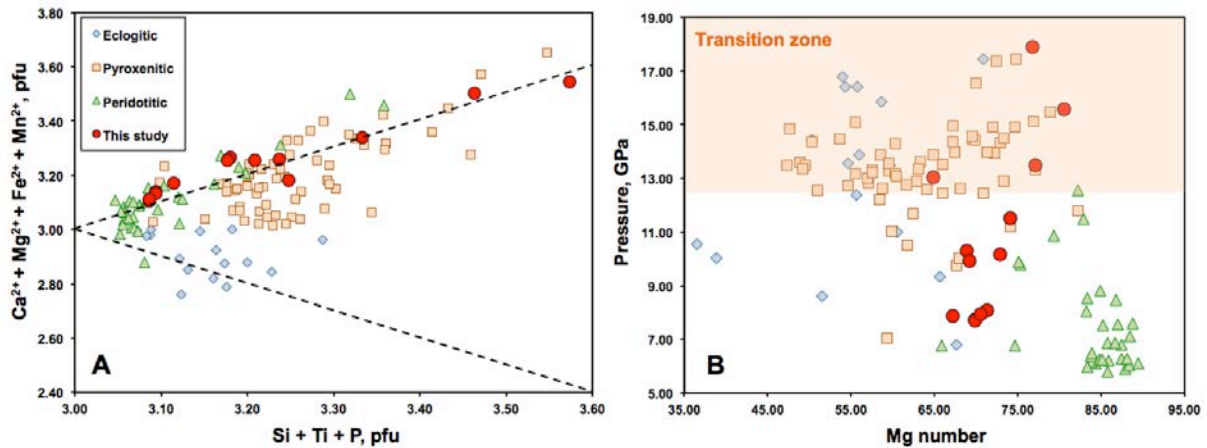 3.80
3.60
3.40
3.20
3.00
2.80
2.60
2.40
Ca²⁺ + Mg²⁺ + Fe²⁺ + Mn²⁺, pfu
Eclogitic
Pyroxenitic
Peridotitic
This study
A
3.00 3.10 3.20 3.30 3.40 3.50 3.60
Si + Ti + P, pfu
19.00
17.00
15.00
13.00
11.00
9.00
7.00
5.00
Pressure, GPa
Transition zone
B
35.00 45.00 55.00 65.00 75.00 85.00 95.00
Mg number